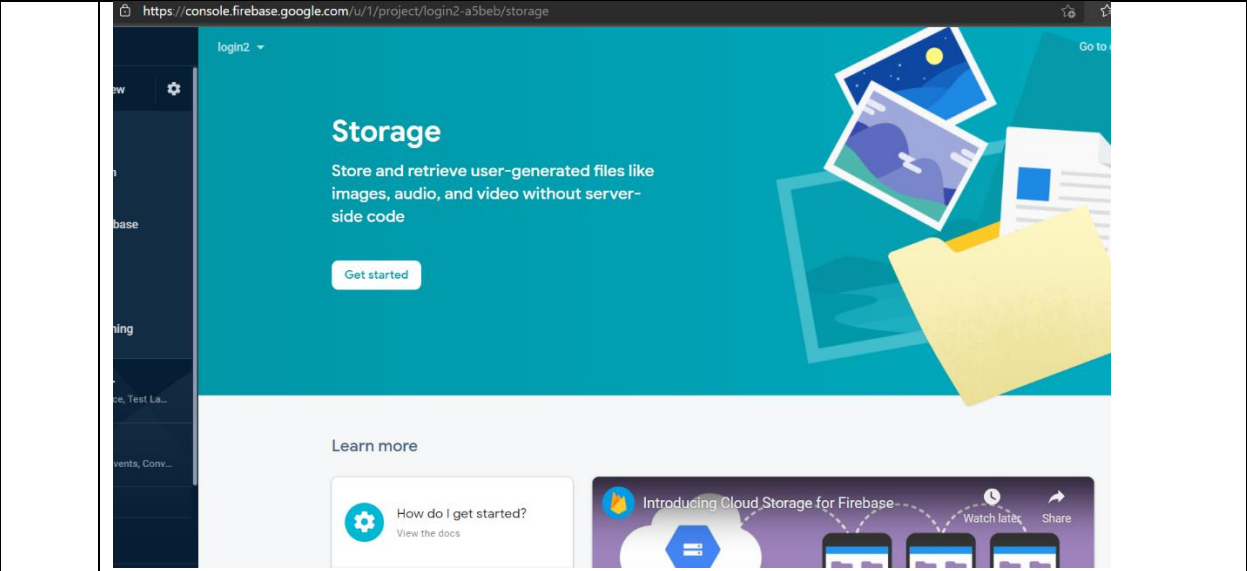 https://console.firebase.google.com/u/1/project/login2-a5beb/storage
login2
Go to
ew
Storage
Store and retrieve user-generated files like
images, audio, and video without server-
side code
n
base
Get started
ning
ce, Test La...
Learn more
vents, Conv...
How do I get started?
View the docs
Introducing Cloud Storage for Firebase
Watch later
Share